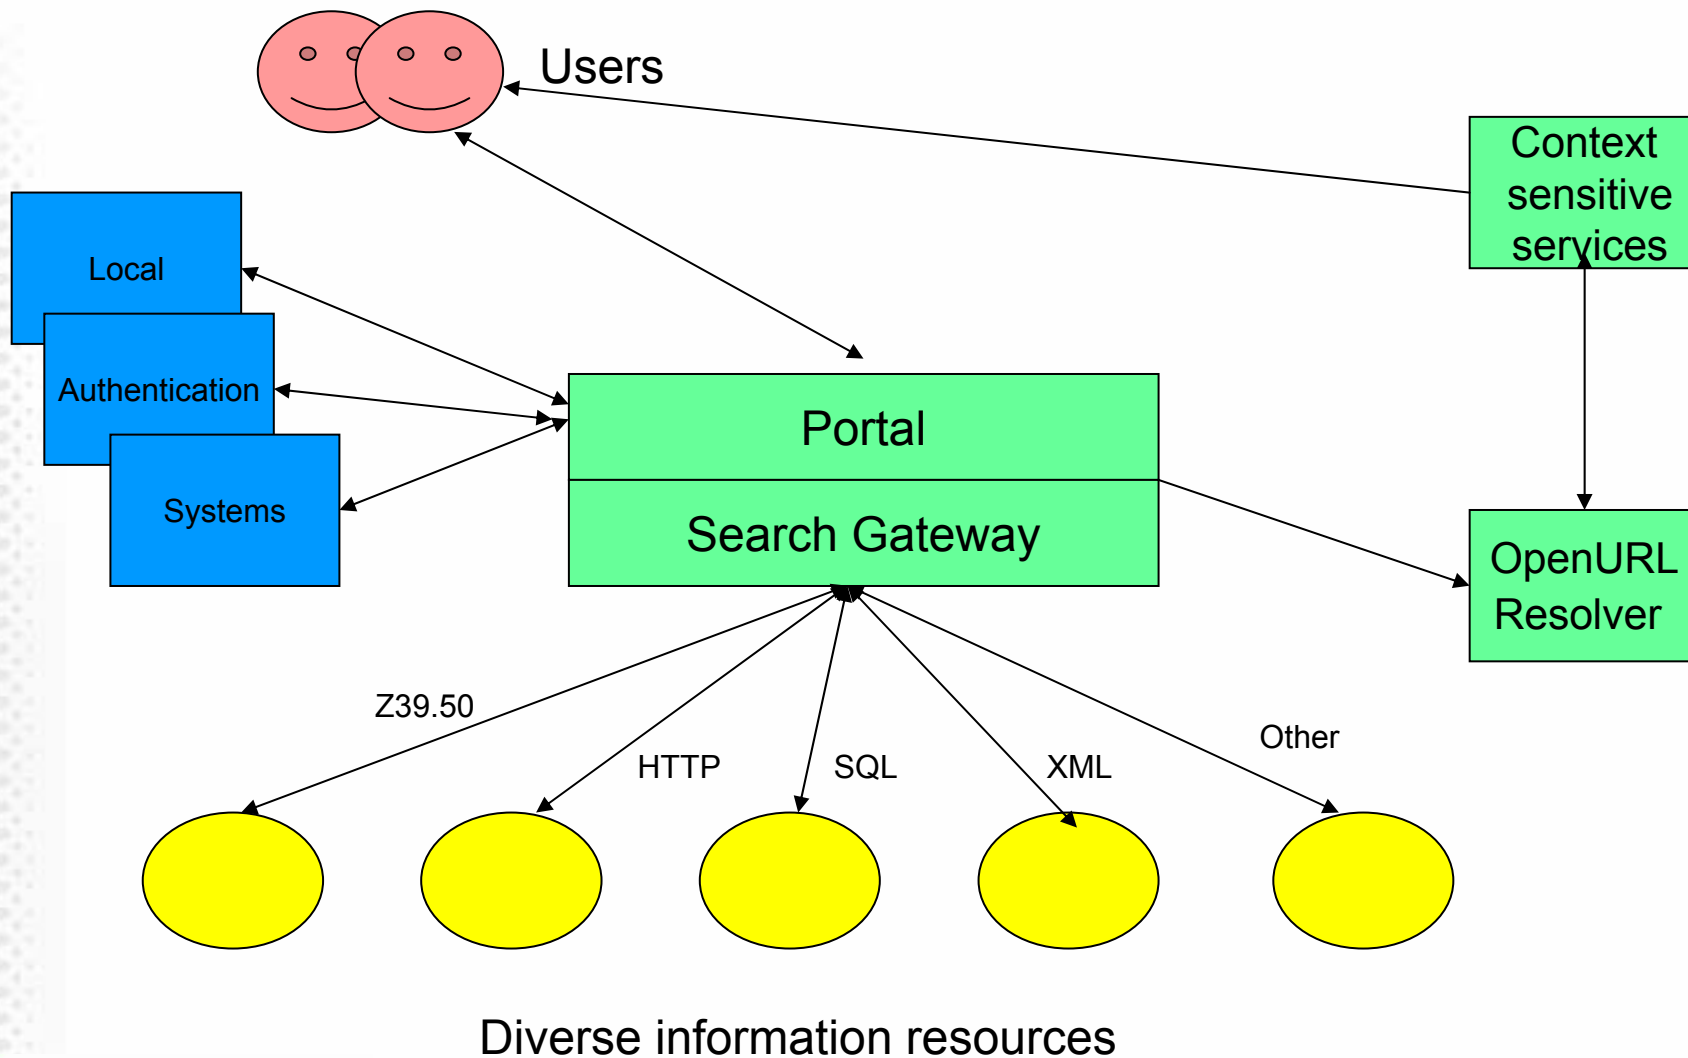 Users
Context
sensitive
services
Local
Authentication
Systems
Portal
Search Gateway
OpenURL
Resolver
Z39.50
HTTP
SQL
XML
Other
Diverse information resources